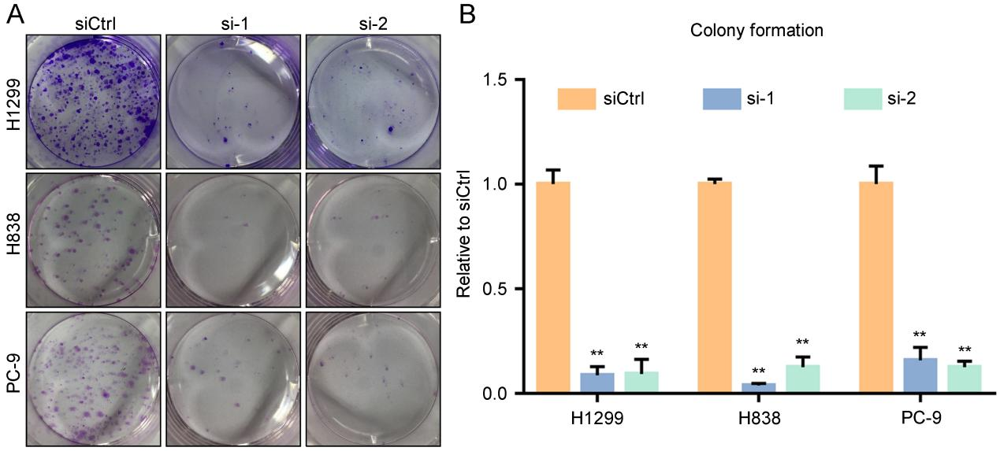 A
siCtrl si-1 si-2
H1299
H838
PC-9
B
Colony formation
siCtrl si-1 si-2
Relative to siCtrl
1.5
1.0
0.5
0.0
** ** ** ** ** **
H1299 H838 PC-9